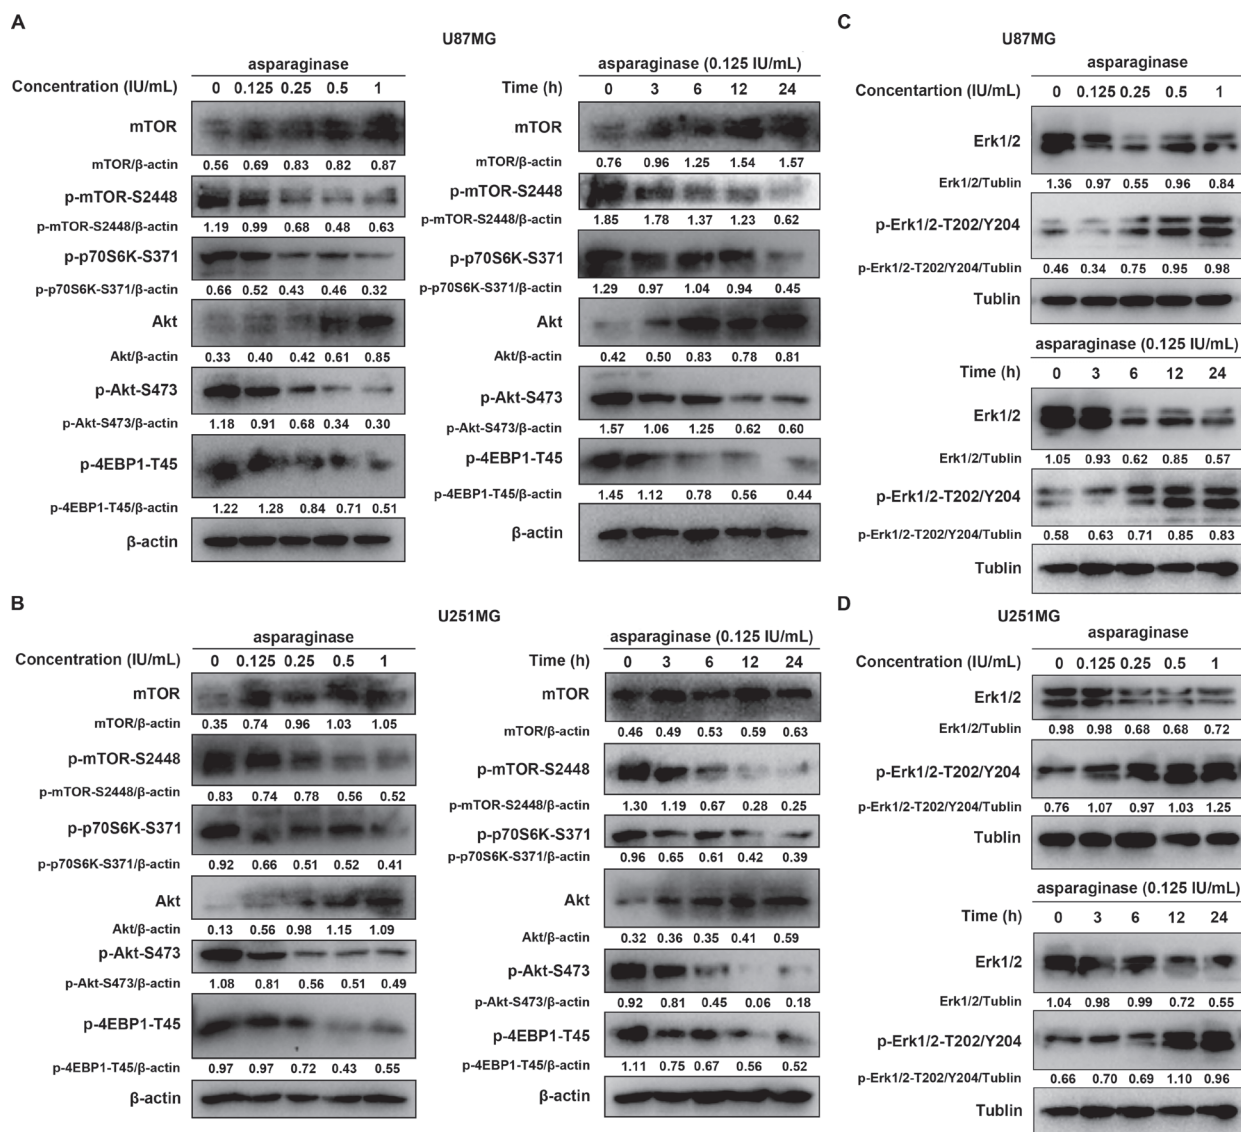 A
U87MG
asparaginase
Concentration (IU/mL) 0 0.125 0.25 0.5 1
mTOR
mTOR/β-actin 0.56 0.69 0.83 0.82 0.87
p-mTOR-S2448
p-mTOR-S2448/β-actin 1.19 0.99 0.68 0.48 0.63
p-p70S6K-S371
p-p70S6K-S371/β-actin 0.66 0.52 0.43 0.46 0.32
Akt
Akt/β-actin 0.33 0.40 0.42 0.61 0.85
p-Akt-S473
p-Akt-S473/β-actin 1.18 0.91 0.68 0.34 0.30
p-4EBP1-T45
p-4EBP1-T45/β-actin 1.22 1.28 0.84 0.71 0.51
β-actin
asparaginase (0.125 IU/mL)
Time (h) 0 3 6 12 24
mTOR
mTOR/β-actin 0.76 0.96 1.25 1.54 1.57
p-mTOR-S2448
p-mTOR-S2448/β-actin 1.85 1.78 1.37 1.23 0.62
p-p70S6K-S371
p-p70S6K-S371/β-actin 1.29 0.97 1.04 0.94 0.45
Akt
Akt/β-actin 0.42 0.50 0.83 0.78 0.81
p-Akt-S473
p-Akt-S473/β-actin 1.57 1.06 1.25 0.62 0.60
p-4EBP1-T45
p-4EBP1-T45/β-actin 1.45 1.12 0.78 0.56 0.44
β-actin
B
U251MG
asparaginase
Concentration (IU/mL) 0 0.125 0.25 0.5 1
mTOR
mTOR/β-actin 0.35 0.74 0.96 1.03 1.05
p-mTOR-S2448
p-mTOR-S2448/β-actin 0.83 0.74 0.78 0.56 0.52
p-p70S6K-S371
p-p70S6K-S371/β-actin 0.92 0.66 0.51 0.52 0.41
Akt
Akt/β-actin 0.13 0.56 0.98 1.15 1.09
p-Akt-S473
p-Akt-S473/β-actin 1.08 0.81 0.56 0.51 0.49
p-4EBP1-T45
p-4EBP1-T45/β-actin 0.97 0.97 0.72 0.43 0.55
β-actin
asparaginase (0.125 IU/mL)
Time (h) 0 3 6 12 24
mTOR
mTOR/β-actin 0.46 0.49 0.53 0.59 0.63
p-mTOR-S2448
p-mTOR-S2448/β-actin 1.30 1.19 0.67 0.28 0.25
p-p70S6K-S371
p-p70S6K-S371/β-actin 0.96 0.65 0.61 0.42 0.39
Akt
Akt/β-actin 0.32 0.36 0.35 0.41 0.59
p-Akt-S473
p-Akt-S473/β-actin 0.92 0.81 0.45 0.06 0.18
p-4EBP1-T45
p-4EBP1-T45/β-actin 1.11 0.75 0.67 0.56 0.52
β-actin
C
U87MG
asparaginase
Concentartion (IU/mL) 0 0.125 0.25 0.5 1
Erk1/2
Erk1/2/Tublin 1.36 0.97 0.55 0.96 0.84
p-Erk1/2-T202/Y204
p-Erk1/2-T202/Y204/Tublin 0.46 0.34 0.75 0.95 0.98
Tublin
asparaginase (0.125 IU/mL)
Time (h) 0 3 6 12 24
Erk1/2
Erk1/2/Tublin 1.05 0.93 0.62 0.85 0.57
p-Erk1/2-T202/Y204
p-Erk1/2-T202/Y204/Tublin 0.58 0.63 0.71 0.85 0.83
Tublin
D
U251MG
asparaginase
Concentration (IU/mL) 0 0.125 0.25 0.5 1
Erk1/2
Erk1/2/Tublin 0.98 0.98 0.68 0.68 0.72
p-Erk1/2-T202/Y204
p-Erk1/2-T202/Y204/Tublin 0.76 1.07 0.97 1.03 1.25
Tublin
asparaginase (0.125 IU/mL)
Time (h) 0 3 6 12 24
Erk1/2
Erk1/2/Tublin 1.04 0.98 0.99 0.72 0.55
p-Erk1/2-T202/Y204
p-Erk1/2-T202/Y204/Tublin 0.66 0.70 0.69 1.10 0.96
Tublin